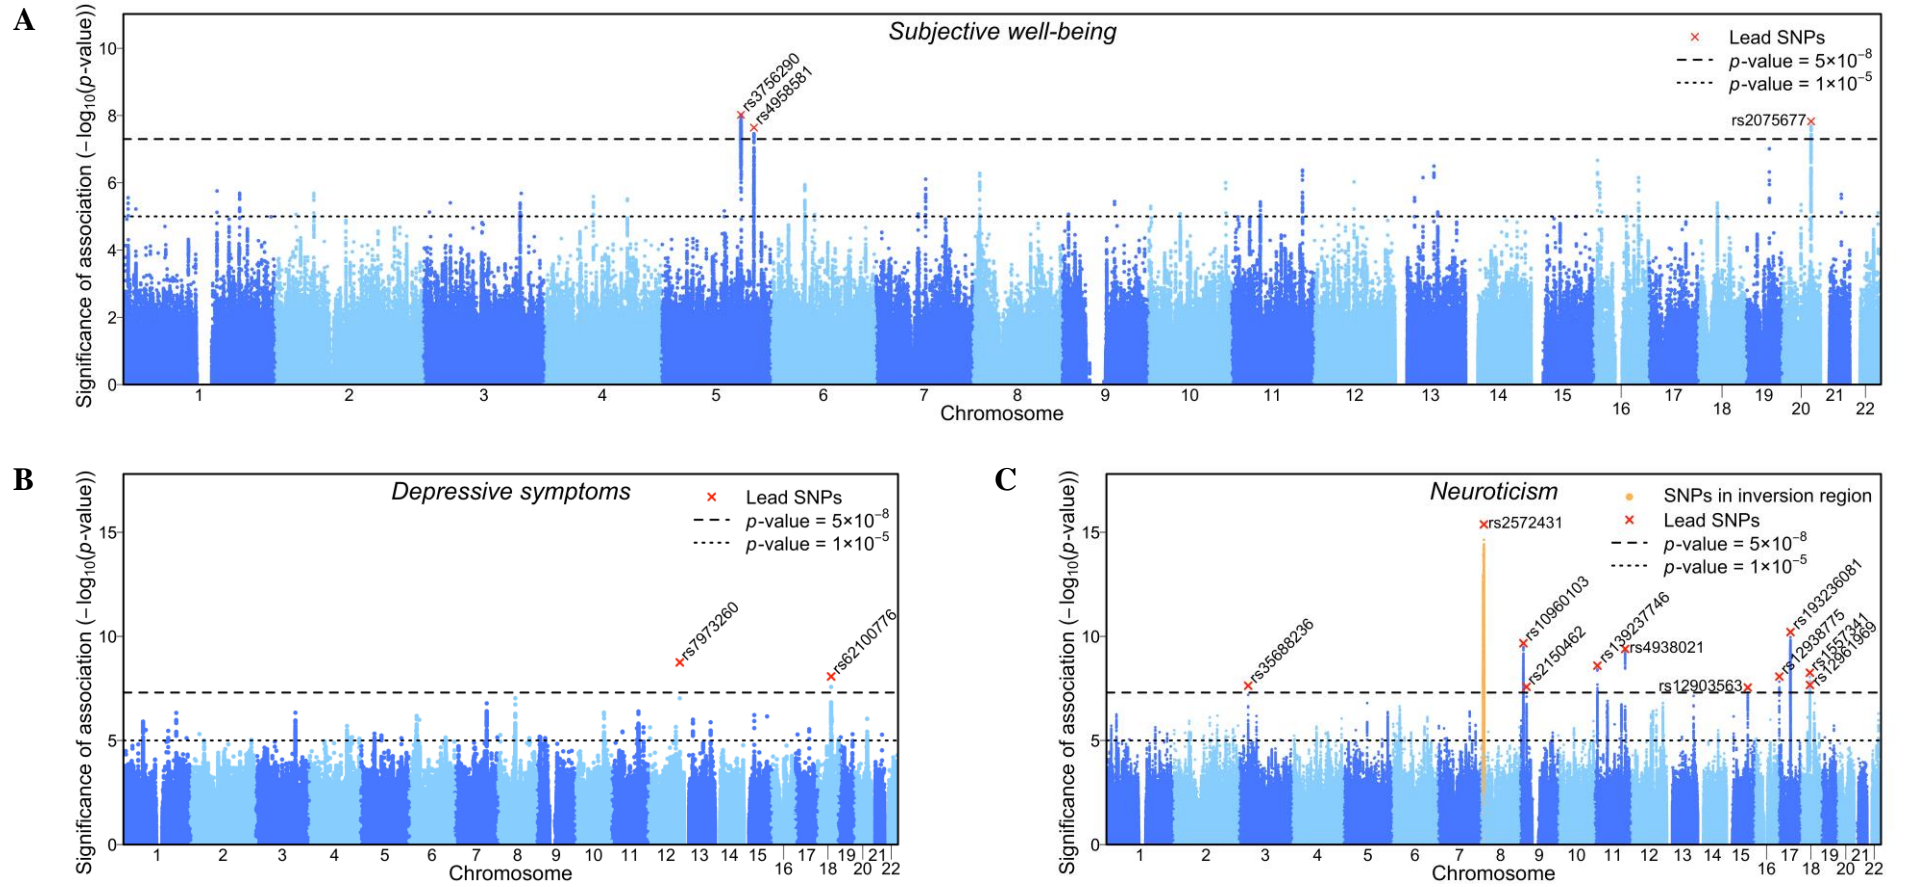 A
Subjective well-being
Significance of association (−log10(p-value))
10
8
6
4
2
0
rs3756290
rs4958581
rs2075677
Lead SNPs
p-value = 5×10−8
p-value = 1×10−5
1 2 3 4 5 6 7 8 9 10 11 12 13 14 15 16 17 18 19 20 21 22
Chromosome
B
Depressive symptoms
Significance of association (−log10(p-value))
15
10
5
0
Lead SNPs
p-value = 5×10−8
p-value = 1×10−5
rs7973260
rs62100776
1 2 3 4 5 6 7 8 9 10 11 12 13 14 15 16 17 18 19 20 21 22
Chromosome
C
Neuroticism
Significance of association (−log10(p-value))
15
10
5
0
SNPs in inversion region
Lead SNPs
p-value = 5×10−8
p-value = 1×10−5
rs35688236
rs2572431
rs10960103
rs2150462
rs139237746
rs4938021
rs12903563
rs12938775
rs193236081
rs1557341
rs12961969
1 2 3 4 5 6 7 8 9 10 11 12 13 14 15 16 17 18 19 20 21 22
Chromosome